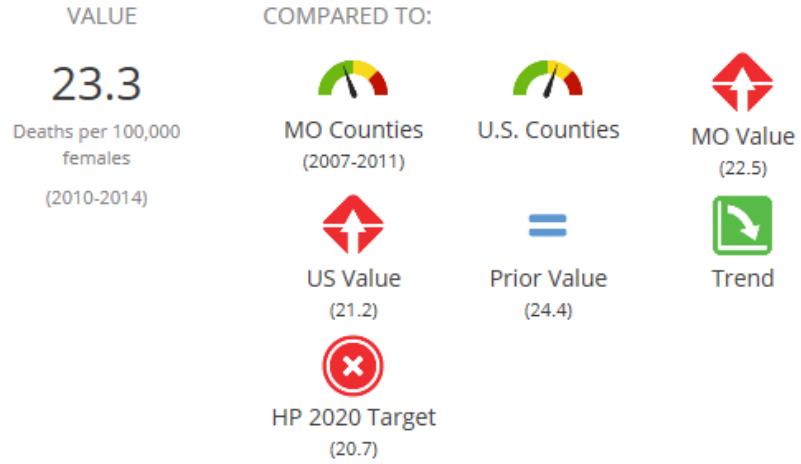 VALUE
COMPARED TO:
23.3
Deaths per 100,000
females
(2010-2014)
MO Counties
(2007-2011)
U.S. Counties
MO Value
(22.5)
US Value
(21.2)
Prior Value
(24.4)
Trend
HP 2020 Target
(20.7)